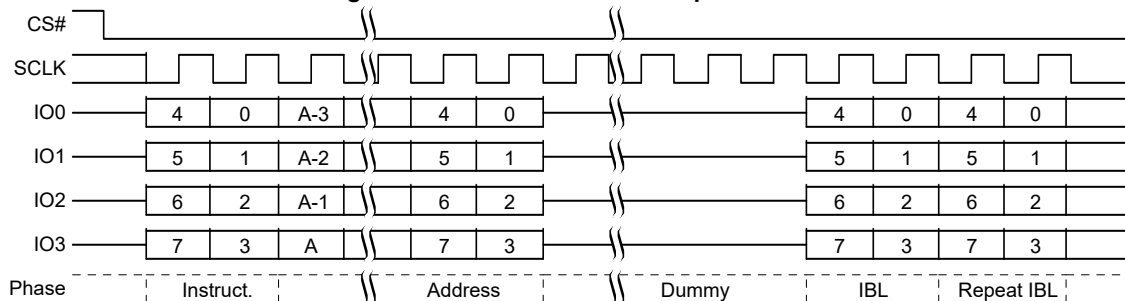 CS#
SCLK
IO0 4 0 A-3 4 0 4 0 4 0
IO1 5 1 A-2 5 1 5 1 5 1
IO2 6 2 A-1 6 2 6 2 6 2
IO3 7 3 A 7 3 7 3 7 3
Phase Instruct. Address Dummy IBL Repeat IBL